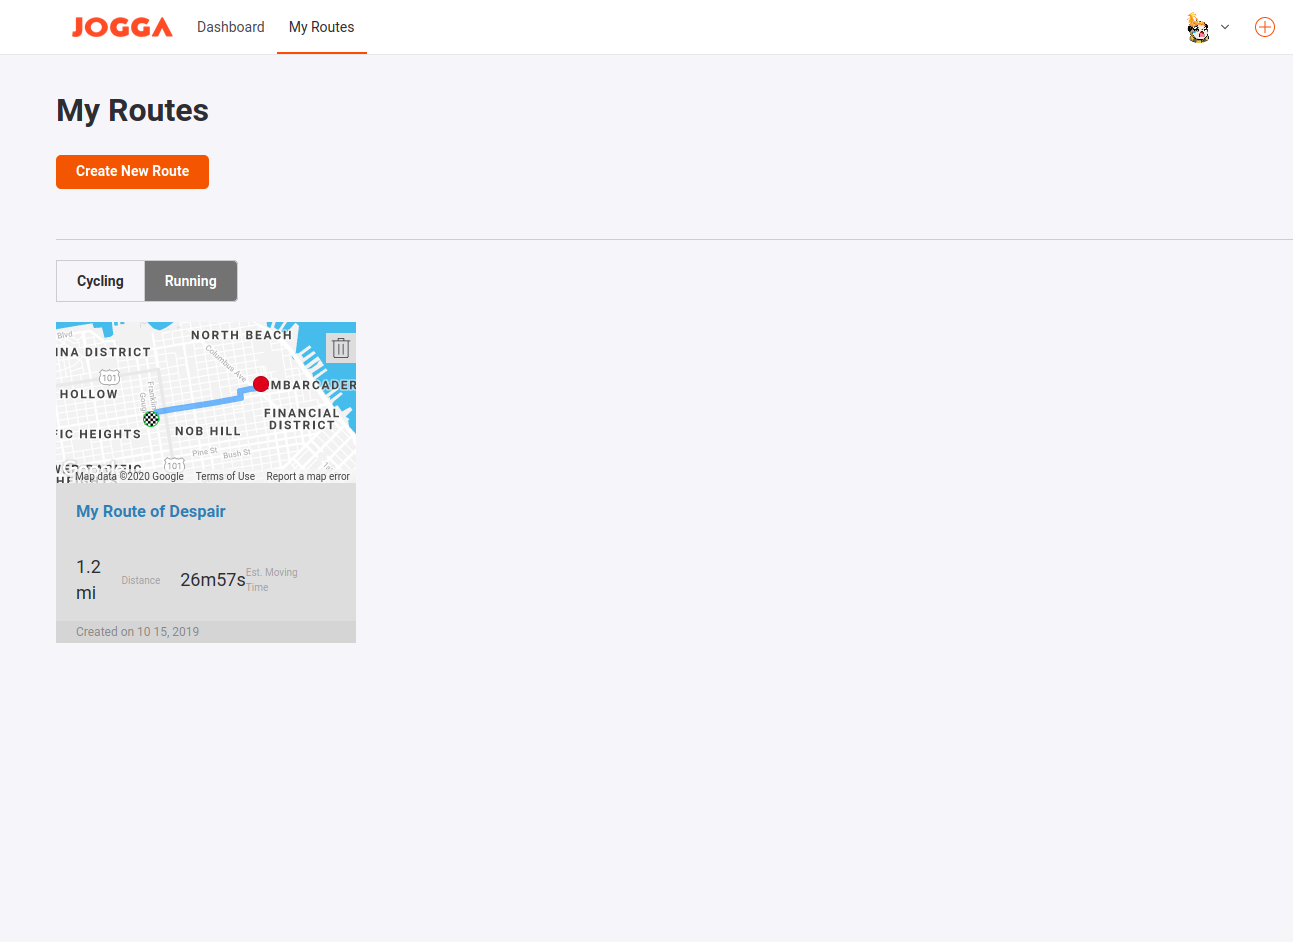 JOGGA
Dashboard
My Routes
My Routes
Create New Route
Cycling
Running
Blvd
NORTH BEACH
INA DISTRICT
Columbus Ave
101
Franklin
HOLLOW
MBARCADER
FINANCIAL
DISTRICT
FIC HEIGHTS
NOB HILL
Pine St
Bush St
101
Map data ©2020 Google
Terms of Use
Report a map error
My Route of Despair
1.2
mi
Distance
26m57s
Est. Moving
Time
Created on 10 15, 2019